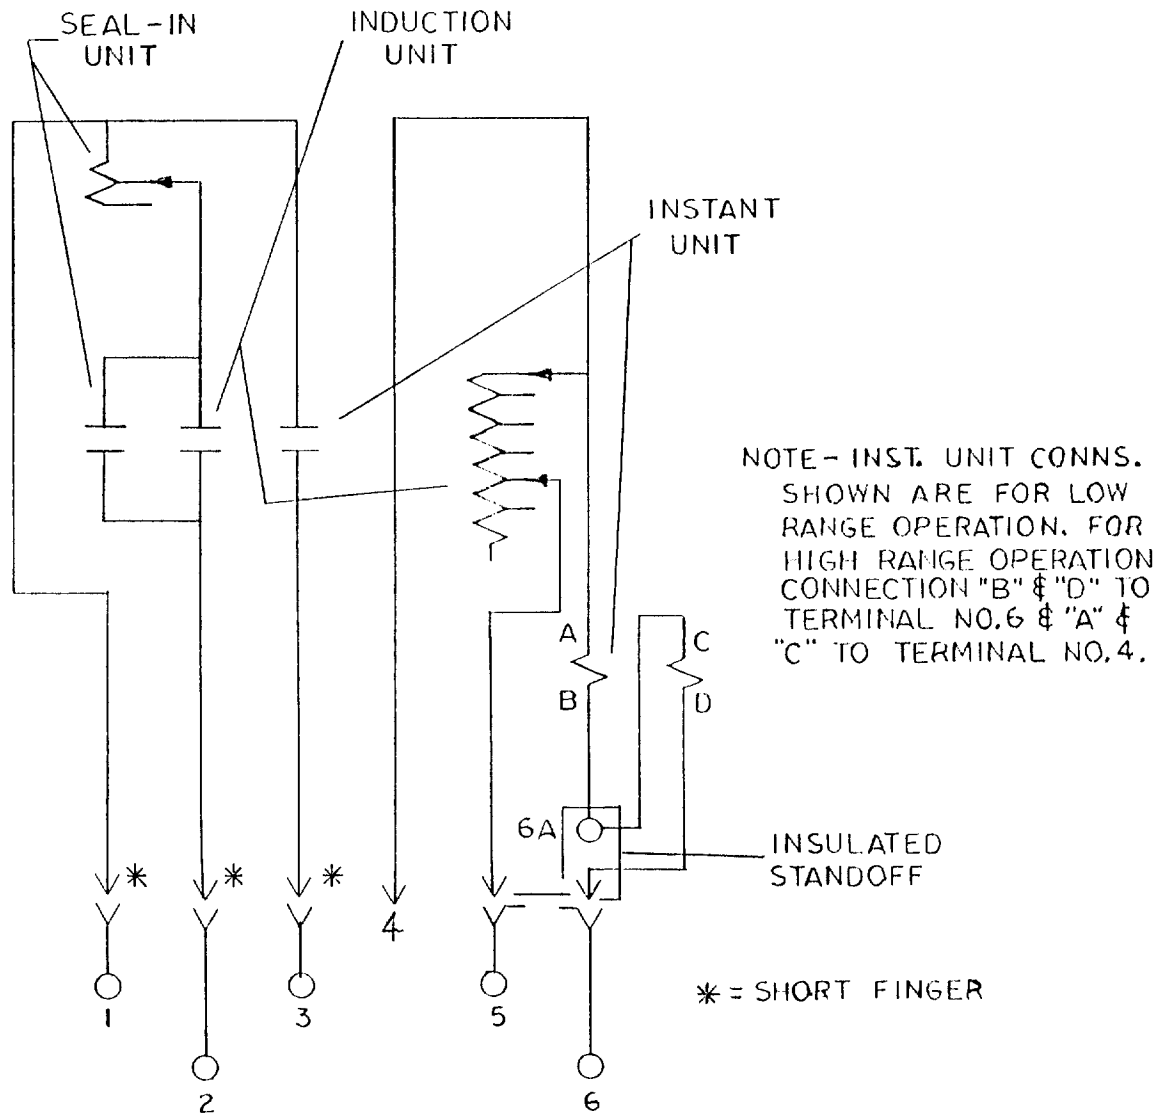 SEAL-IN
UNIT
INDUCTION
UNIT
INSTANT
UNIT
NOTE - INST. UNIT CONNS.
SHOWN ARE FOR LOW
RANGE OPERATION. FOR
HIGH RANGE OPERATION
CONNECTION "B" & "D" TO
TERMINAL NO.6 & "A" &
"C" TO TERMINAL NO.4.
A
B
C
D
6A
INSULATED
STANDOFF
*
*
*
4
* = SHORT FINGER
1
3
5
2
6